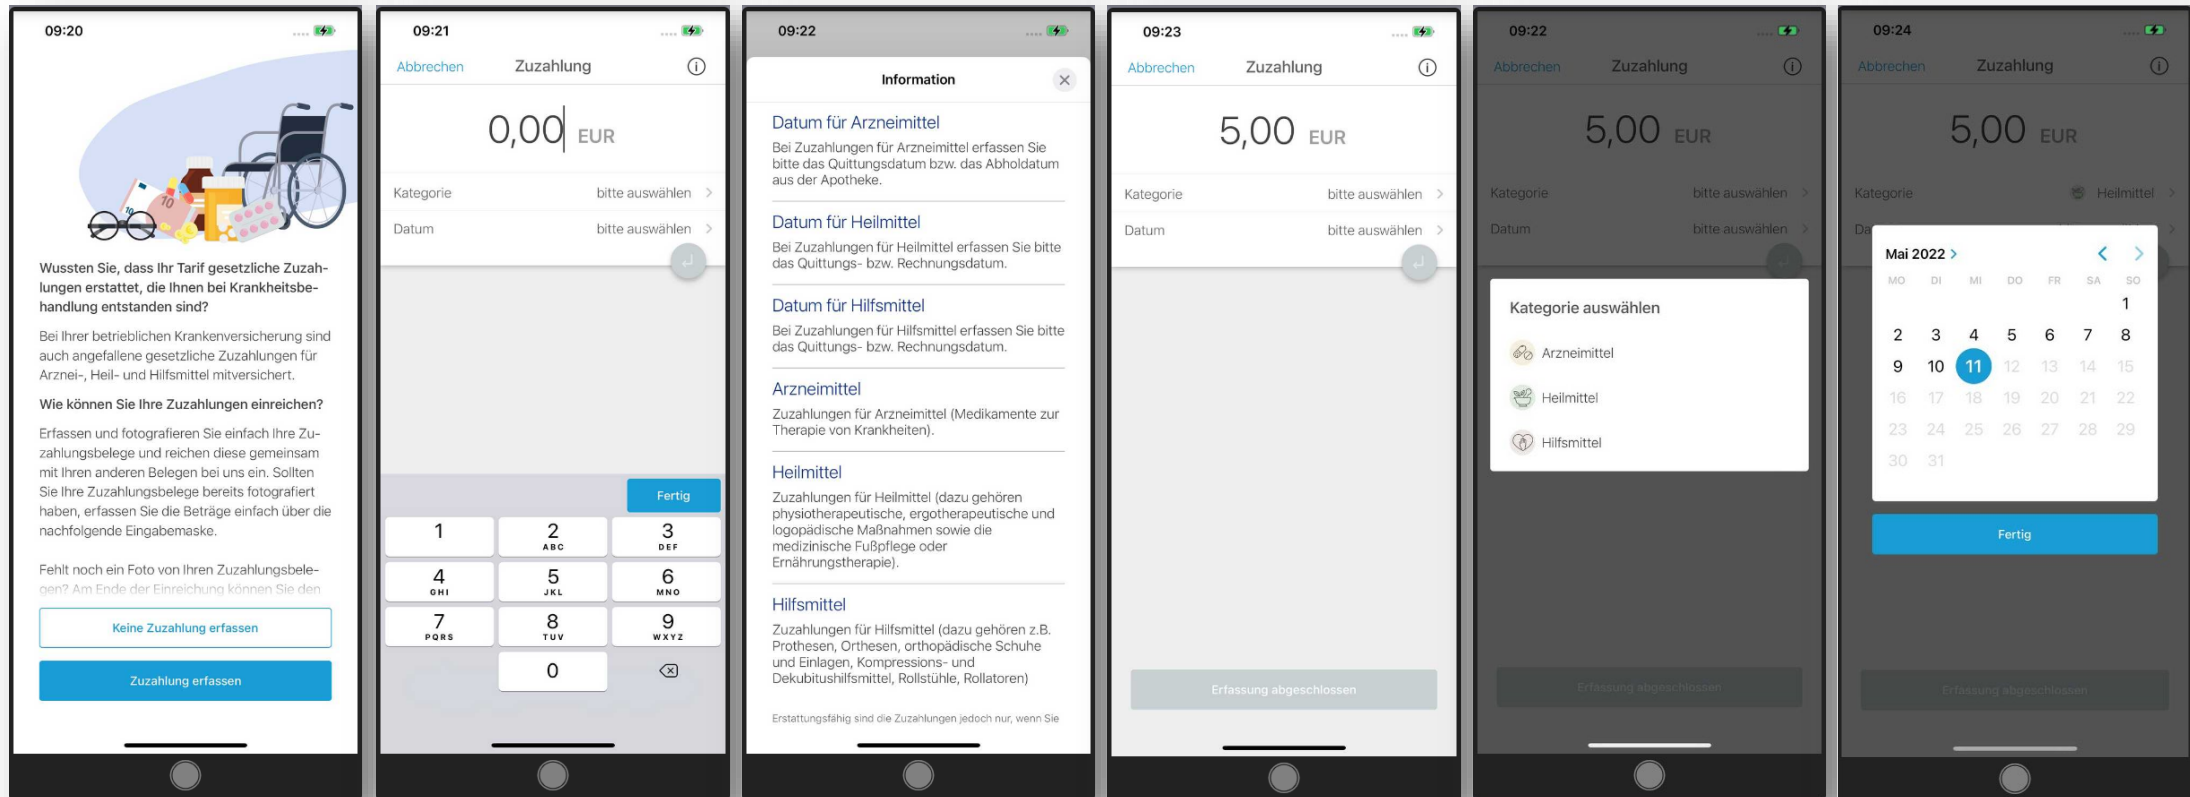 09:20
10
10
Wussten Sie, dass Ihr Tarif gesetzliche Zuzah-
lungen erstattet, die Ihnen bei Krankheitsbe-
handlung entstanden sind?
Bei Ihrer betrieblichen Krankenversicherung sind
auch angefallene gesetzliche Zuzahlungen für
Arznei-, Heil- und Hilfsmittel mitversichert.
Wie können Sie Ihre Zuzahlungen einreichen?
Erfassen und fotografieren Sie einfach Ihre Zu-
zahlungsbelege und reichen diese gemeinsam
mit Ihren anderen Belegen bei uns ein. Sollten
Sie Ihre Zuzahlungsbelege bereits fotografiert
haben, erfassen Sie die Beträge einfach über die
nachfolgende Eingabemaske.
Fehlt noch ein Foto von Ihren Zuzahlungsbele-
gen? Am Ende der Einreichung können Sie den
Keine Zuzahlung erfassen
Zuzahlung erfassen
09:21
Abbrechen Zuzahlung
0,00 EUR
Kategorie bitte auswählen
Datum bitte auswählen
Fertig
1 2 3
ABC DEF
4 5 6
GHI JKL MNO
7 8 9
PQRS TUV WXYZ
0
09:22
Information
Datum für Arzneimittel
Bei Zuzahlungen für Arzneimittel erfassen Sie
bitte das Quittungsdatum bzw. das Abholdatum
aus der Apotheke.
Datum für Heilmittel
Bei Zuzahlungen für Heilmittel erfassen Sie bitte
das Quittungs- bzw. Rechnungsdatum.
Datum für Hilfsmittel
Bei Zuzahlungen für Hilfsmittel erfassen Sie bitte
das Quittungs- bzw. Rechnungsdatum.
Arzneimittel
Zuzahlungen für Arzneimittel (Medikamente zur
Therapie von Krankheiten).
Heilmittel
Zuzahlungen für Heilmittel (dazu gehören
physiotherapeutische, ergotherapeutische und
logopädische Maßnahmen sowie die
medizinische Fußpflege oder
Ernährungstherapie).
Hilfsmittel
Zuzahlungen für Hilfsmittel (dazu gehören z.B.
Prothesen, Orthesen, orthopädische Schuhe
und Einlagen, Kompressions- und
Dekubitushilfsmittel, Rollstühle, Rollatoren)
Erstattungsfähig sind die Zuzahlungen jedoch nur, wenn Sie
09:23
Abbrechen Zuzahlung
5,00 EUR
Kategorie bitte auswählen
Datum bitte auswählen
Erfassung abgeschlossen
09:22
Abbrechen Zuzahlung
5,00 EUR
Kategorie bitte auswählen
Datum bitte auswählen
Kategorie auswählen
Arzneimittel
Heilmittel
Hilfsmittel
Erfassung abgeschlossen
09:24
Abbrechen Zuzahlung
5,00 EUR
Kategorie Heilmittel
Da
Mai 2022
MO DI MI DO FR SA SO
1
2 3 4 5 6 7 8
9 10 11 12 13 14 15
16 17 18 19 20 21 22
23 24 25 26 27 28 29
30 31
Fertig
Erfassung abgeschlossen